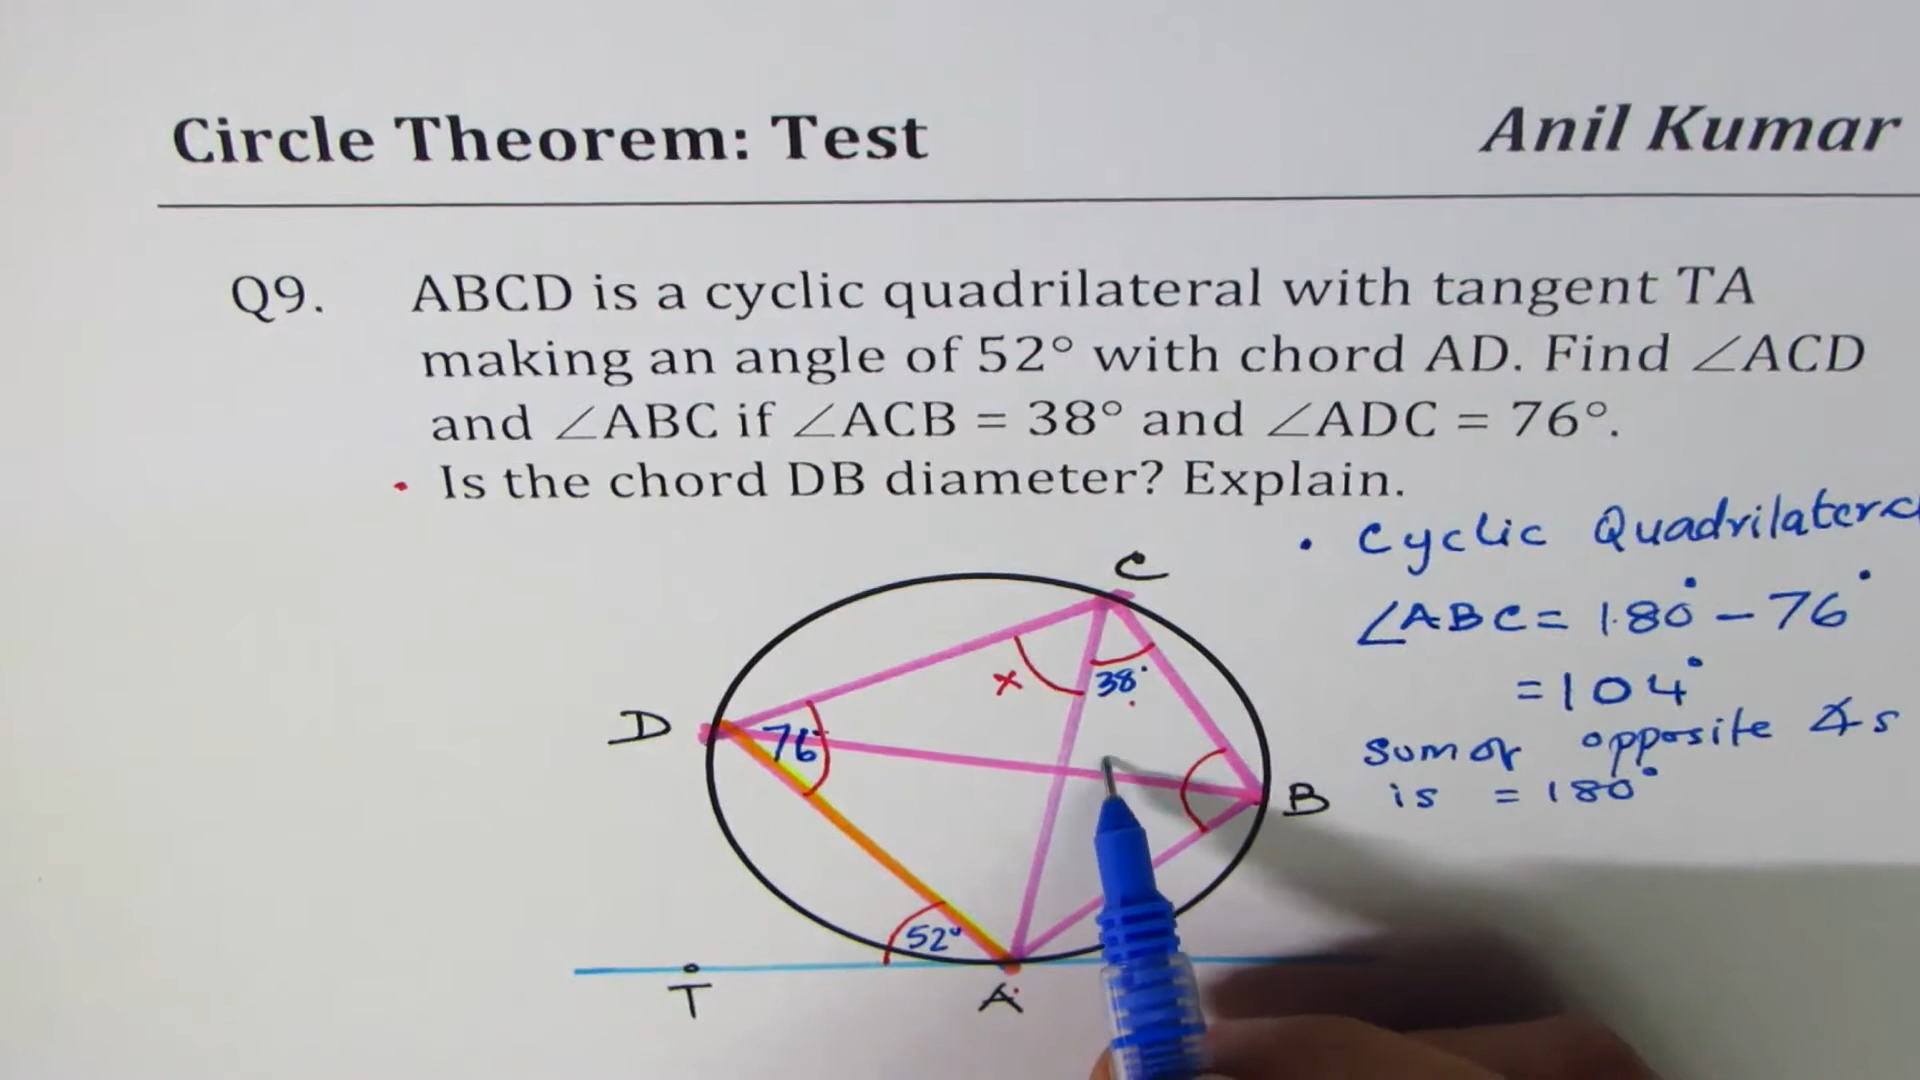 Circle Theorem: Test
Anil Kumar
Q9. ABCD is a cyclic quadrilateral with tangent TA
making an angle of 52° with chord AD. Find ∠ACD
and ∠ABC if ∠ACB = 38° and ∠ADC = 76°.
· Is the chord DB diameter? Explain.
· Cyclic
∠ABC = 180° - 76°
= 104°
Sum of opposite ∡s
is = 180°
C
x
38°
D
76°
B
52°
T
A